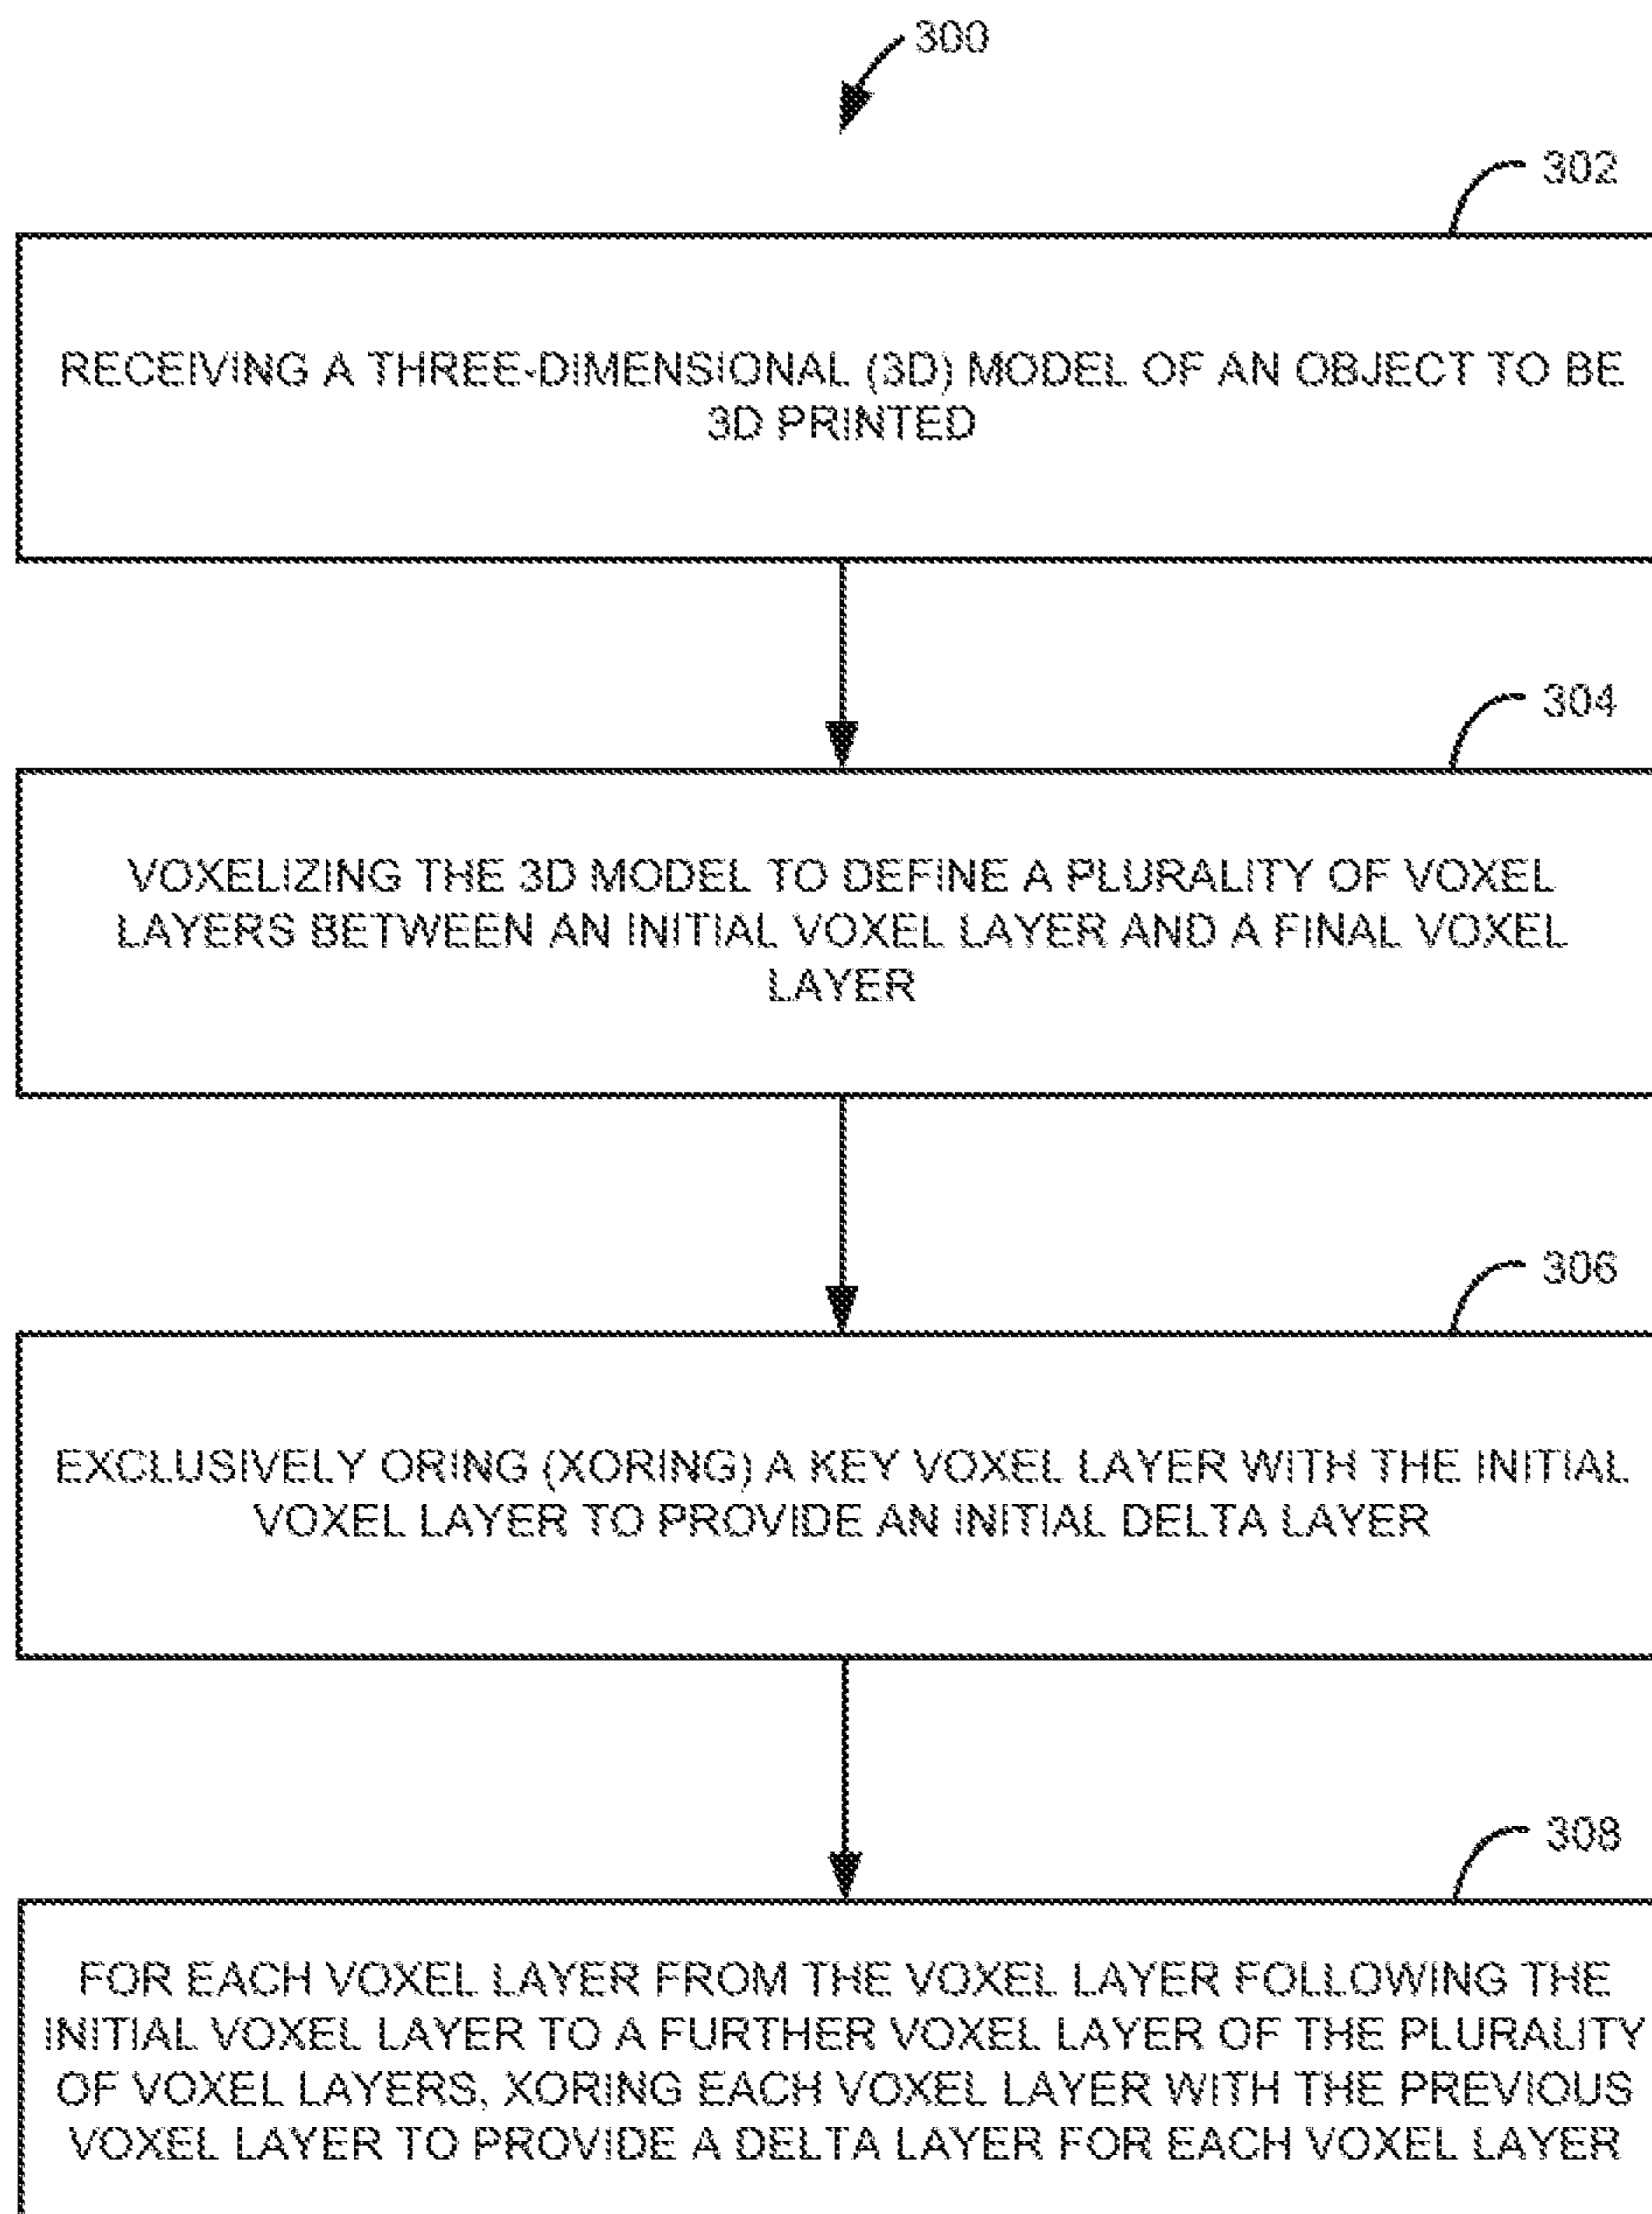 300
302
RECEIVING A THREE-DIMENSIONAL (3D) MODEL OF AN OBJECT TO BE
3D PRINTED
304
VOXELIZING THE 3D MODEL TO DEFINE A PLURALITY OF VOXEL
LAYERS BETWEEN AN INITIAL VOXEL LAYER AND A FINAL VOXEL
LAYER
306
EXCLUSIVELY ORING (XORING) A KEY VOXEL LAYER WITH THE INITIAL
VOXEL LAYER TO PROVIDE AN INITIAL DELTA LAYER
308
FOR EACH VOXEL LAYER FROM THE VOXEL LAYER FOLLOWING THE
INITIAL VOXEL LAYER TO A FURTHER VOXEL LAYER OF THE PLURALITY
OF VOXEL LAYERS, XORING EACH VOXEL LAYER WITH THE PREVIOUS
VOXEL LAYER TO PROVIDE A DELTA LAYER FOR EACH VOXEL LAYER